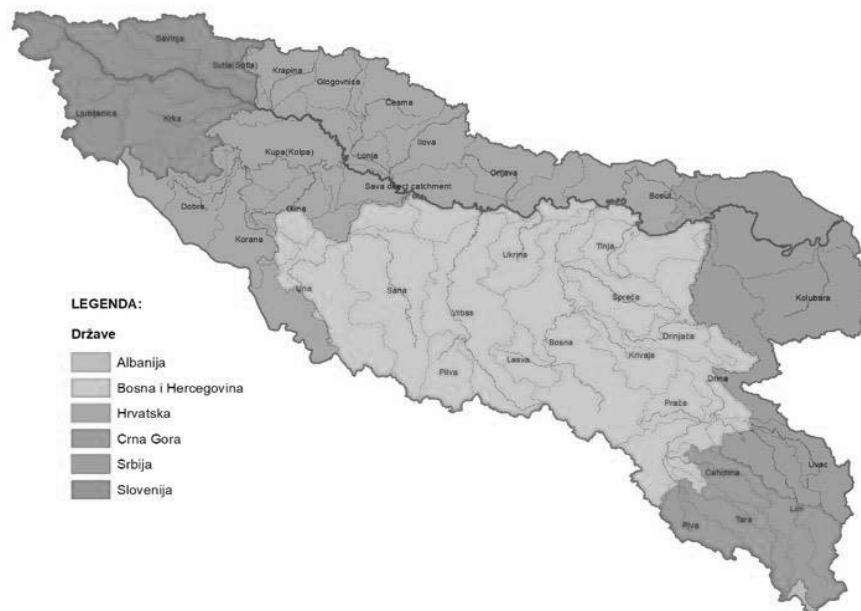 Savinja
Sutla(Sotla)
Krapina
Glogovnica
Česma
Ljubljanica
Krka
Ilova
Kupa(Kolpa)
Lonja
Orljava
Sava direct catchment
Bosut
Dobra
Glina
Korana
Ukrina
Tinja
Una
Sana
Spreča
Kolubara
Vrbas
Drinjača
Bosna
Krivaja
Pliva
Lasva
Drina
Prača
Uvac
Ćehotina
Lim
Piva
Tara
LEGENDA:
Države
Albanija
Bosna i Hercegovina
Hrvatska
Crna Gora
Srbija
Slovenija